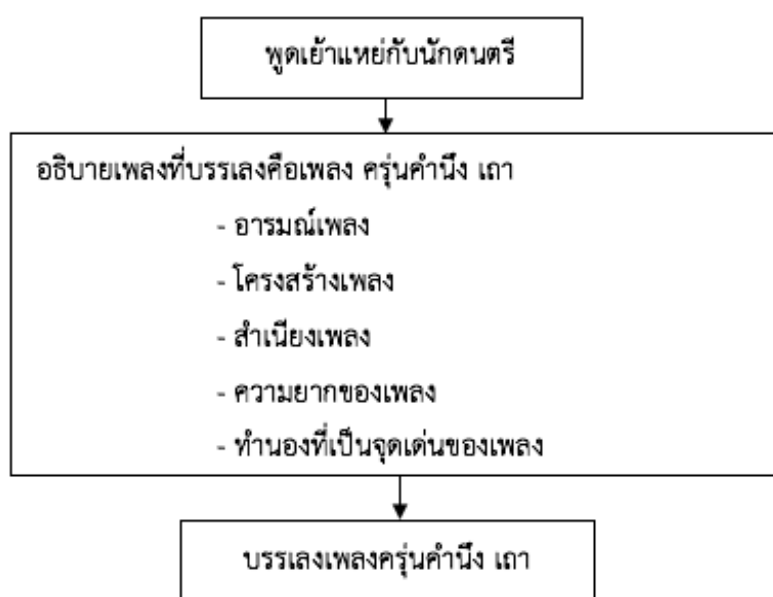 พูดเย้าแหย่กับนักดนตรี
อธิบายเพลงที่บรรเลงคือเพลง ครุ่นคำนึง เถา
- อารมณ์เพลง
- โครงสร้างเพลง
- สำเนียงเพลง
- ความยากของเพลง
- ทำนองที่เป็นจุดเด่นของเพลง
บรรเลงเพลงครุ่นคำนึง เถา